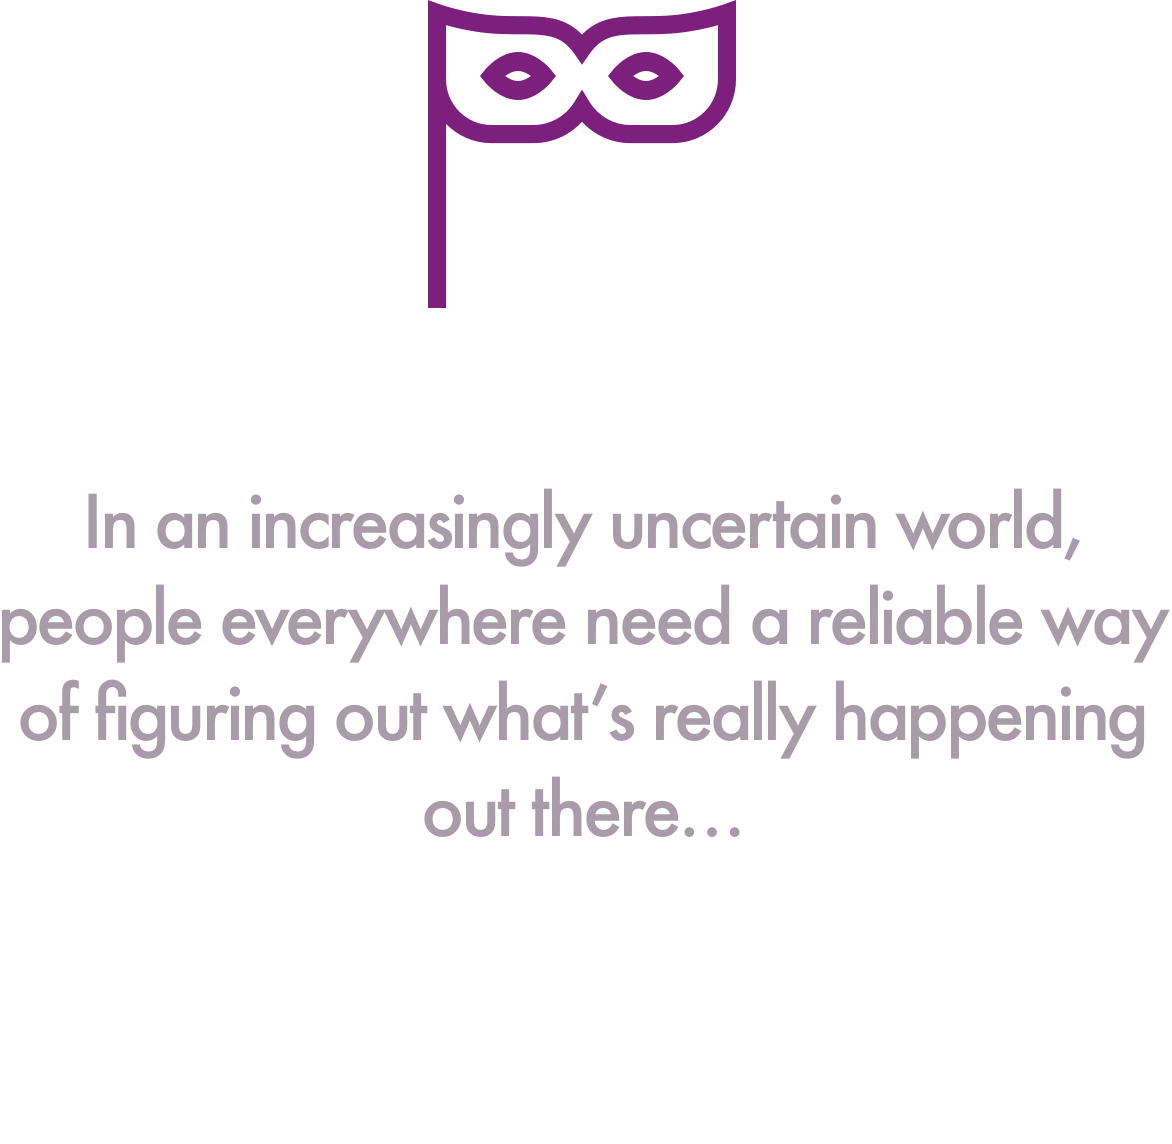 In an increasingly uncertain world,
people everywhere need a reliable way
of figuring out what’s really happening
out there…